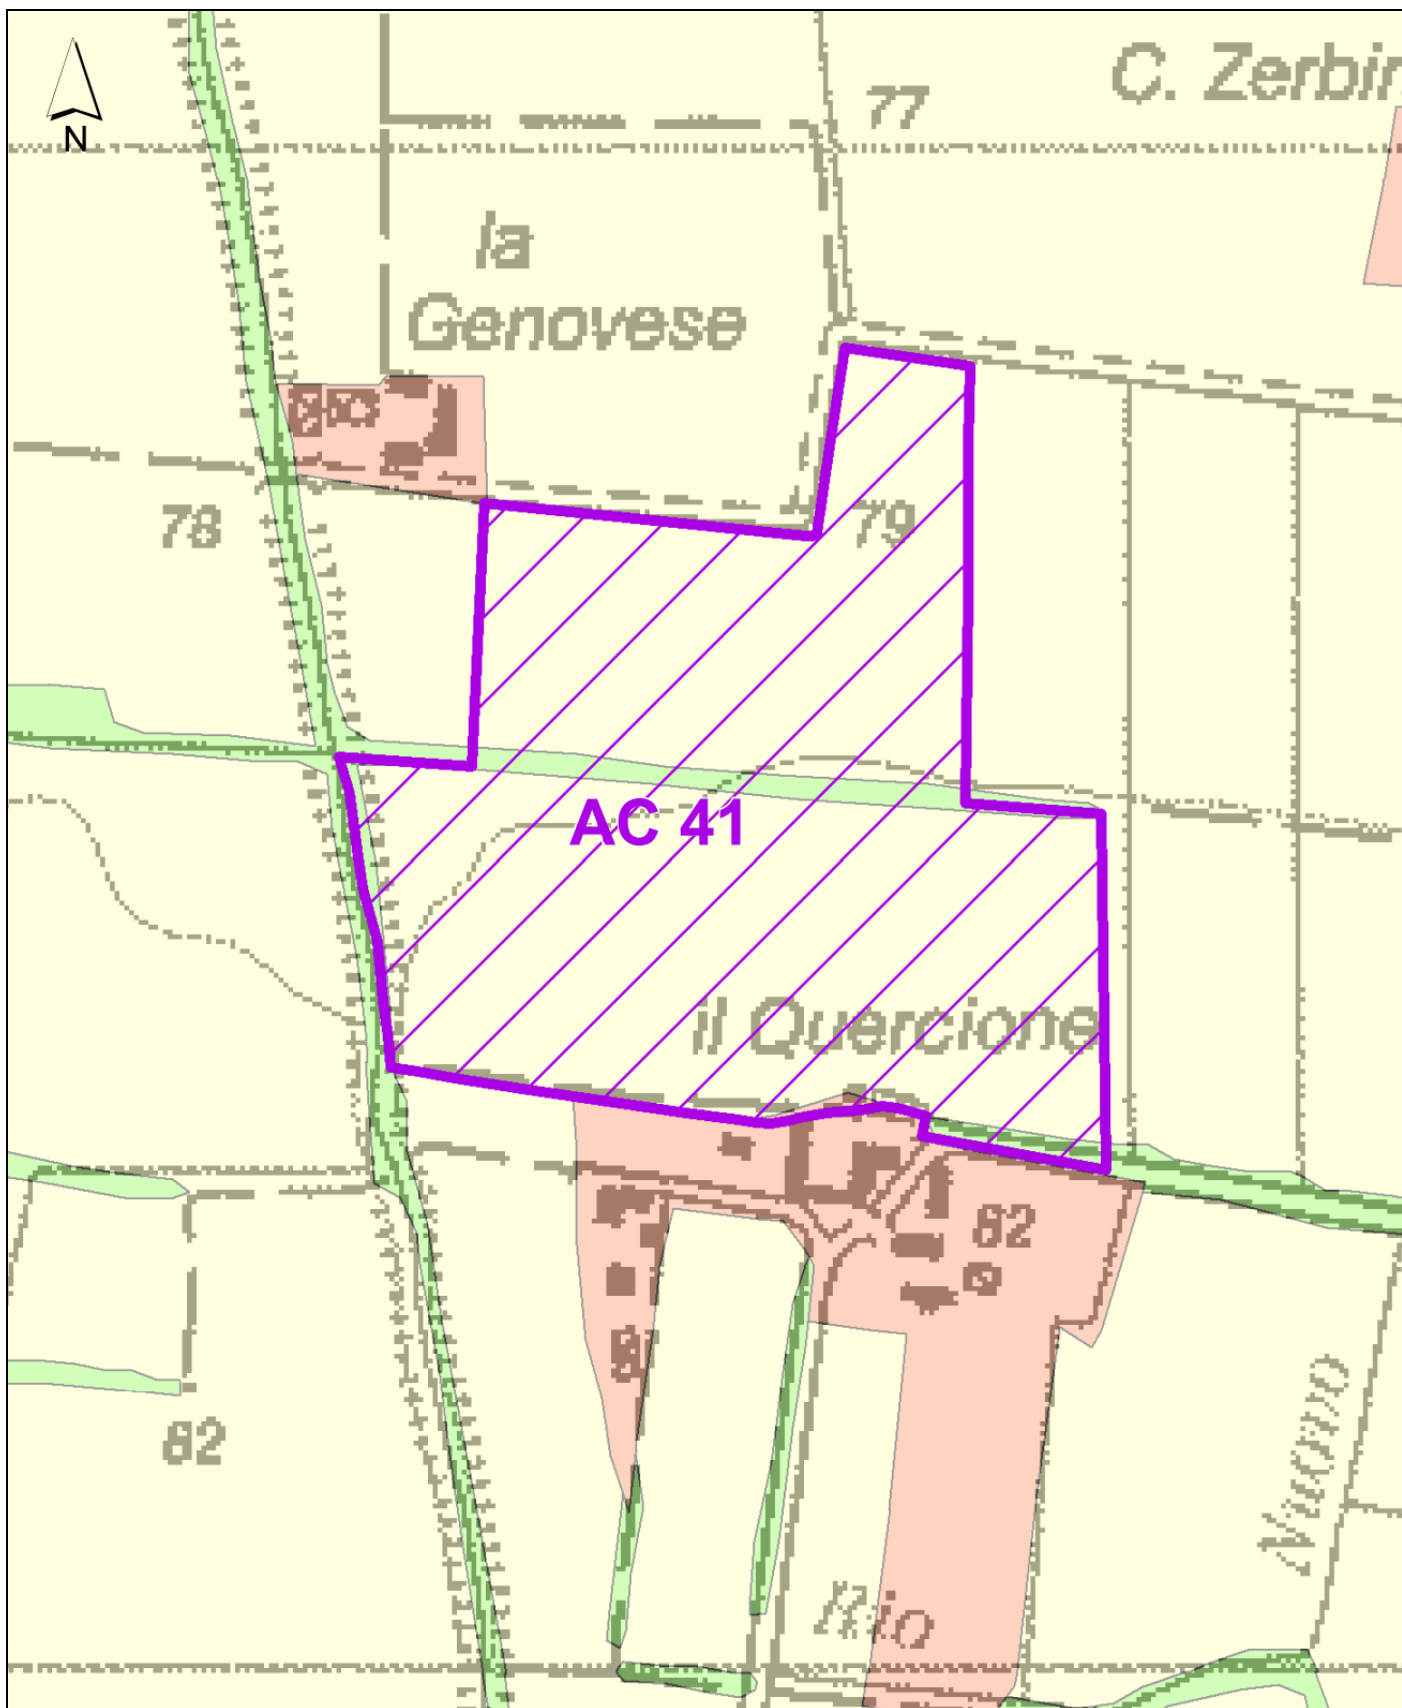 C. Zerbin
77
N
la
Genovese
78
79
AC 41
il Quercione
82
82
Nuovo
Rio